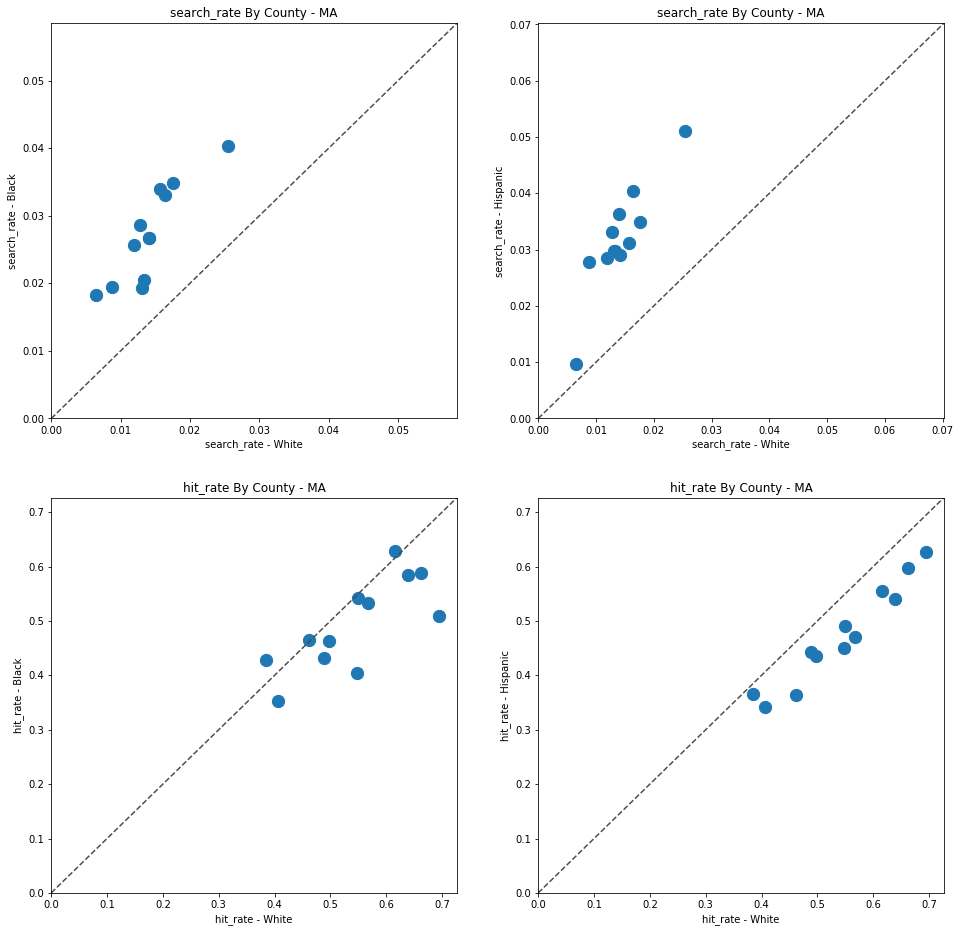 search_rate By County - MA
search_rate - Black
0.05
0.04
0.03
0.02
0.01
0.00
0.00 0.01 0.02 0.03 0.04 0.05
search_rate - White
search_rate By County - MA
search_rate - Hispanic
0.07
0.06
0.05
0.04
0.03
0.02
0.01
0.00
0.00 0.01 0.02 0.03 0.04 0.05 0.06 0.07
search_rate - White
hit_rate By County - MA
hit_rate - Black
0.7
0.6
0.5
0.4
0.3
0.2
0.1
0.0
0.0 0.1 0.2 0.3 0.4 0.5 0.6 0.7
hit_rate - White
hit_rate By County - MA
hit_rate - Hispanic
0.7
0.6
0.5
0.4
0.3
0.2
0.1
0.0
0.0 0.1 0.2 0.3 0.4 0.5 0.6 0.7
hit_rate - White